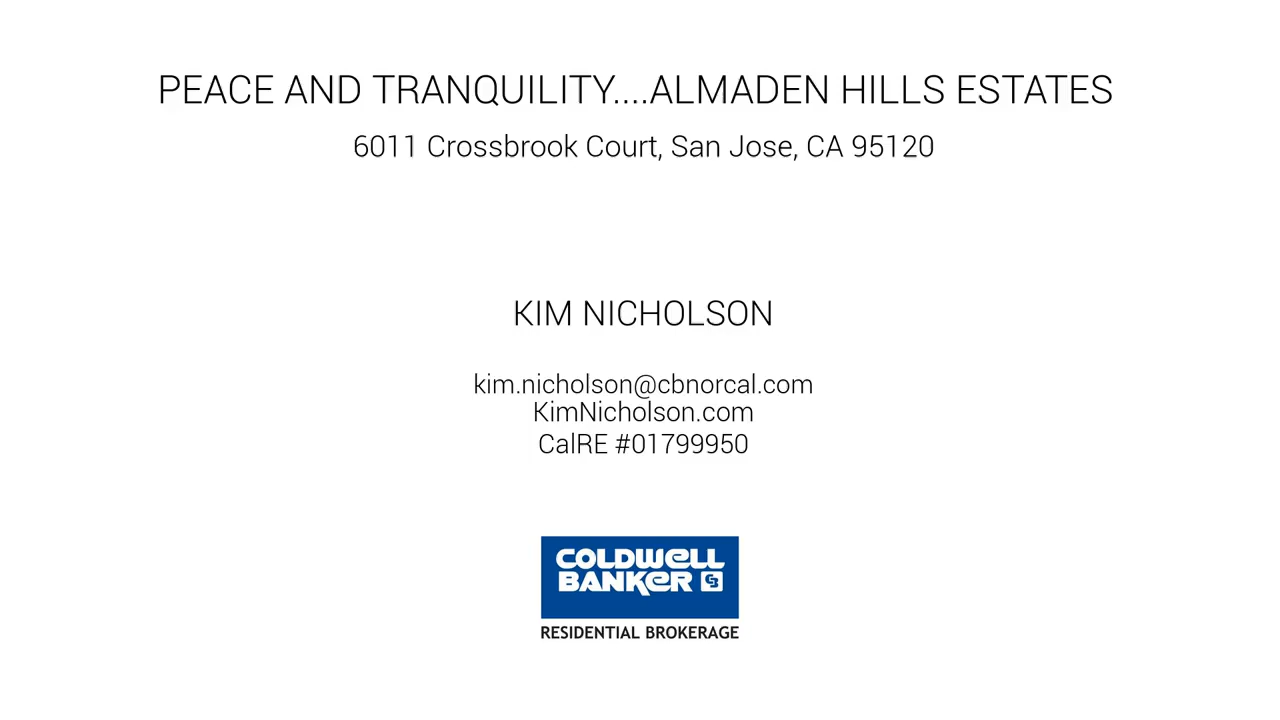 PEACE AND TRANQUILITY....ALMADEN HILLS ESTATES
6011 Crossbrook Court, San Jose, CA 95120
KIM NICHOLSON
kim.nicholson@cbnorcal.com
KimNicholson.com
CalRE #01799950
COLDWELL
BANKER CB
RESIDENTIAL BROKERAGE